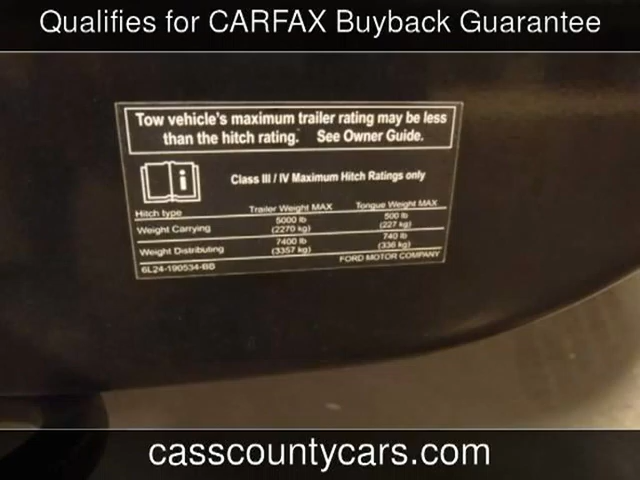 Qualifies for CARFAX Buyback Guarantee
Tow vehicle's maximum trailer rating may be less
than the hitch rating. See Owner Guide.
i
Class III / IV Maximum Hitch Ratings only
Hitch type Trailer Weight MAX Tongue Weight MAX
Weight Carrying 5000 lb (2270 kg) 500 lb (227 kg)
Weight Distributing 7400 lb (3357 kg) 740 lb (336 kg)
6L24-190534-BB FORD MOTOR COMPANY
casscountycars.com